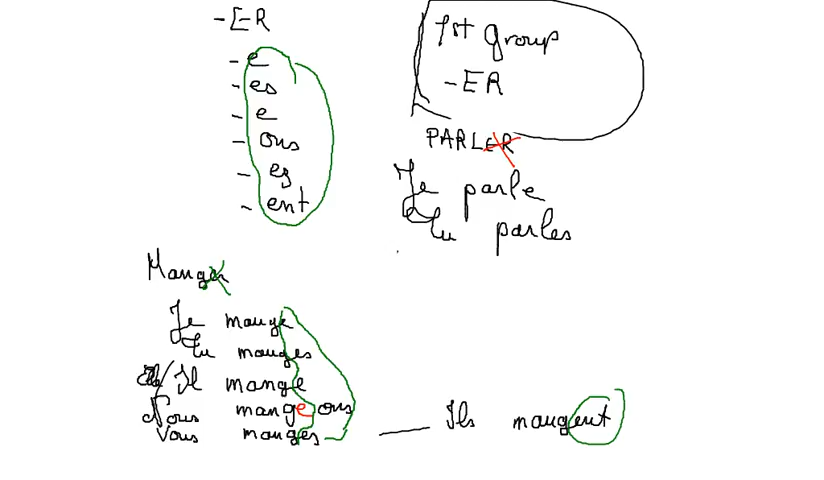 -ER
- e
- es
- e
- ons
- ez
- ent
1st group
-ER
PARLER
Je parle
Tu parles
Manger
Je mange
Tu manges
Il mange
Nous mangeons
Vous mangez
Ils mangent